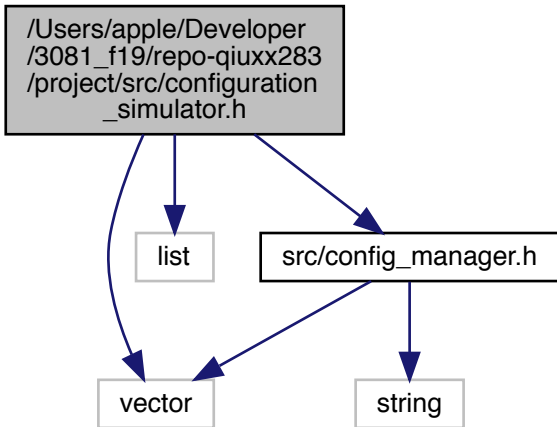 /Users/apple/Developer
/3081_f19/repo-qiuxx283
/project/src/configuration
_simulator.h
list
src/config_manager.h
vector
string